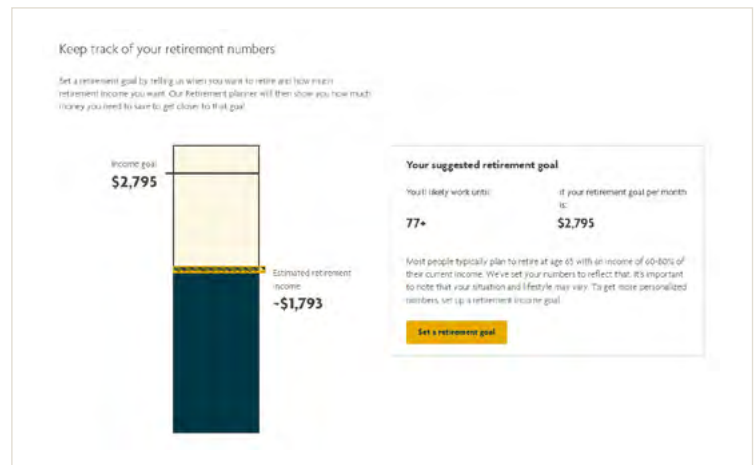 Keep track of your retirement numbers
Set a retirement goal by telling us when you want to retire and how much
retirement income you want. Our Retirement planner will then show you how much
money you need to save to get closer to that goal
Income goal
$2,795
Estimated retirement
income
~$1,793
Your suggested retirement goal
You'll likely work until:
77+
If your retirement goal per month
is:
$2,795
Most people typically plan to retire at age 65 with an income of 60-80% of
their current income. We've set your numbers to reflect that. It's important
to note that your situation and lifestyle may vary. To get more personalized
numbers, set up a retirement income goal
Set a retirement goal